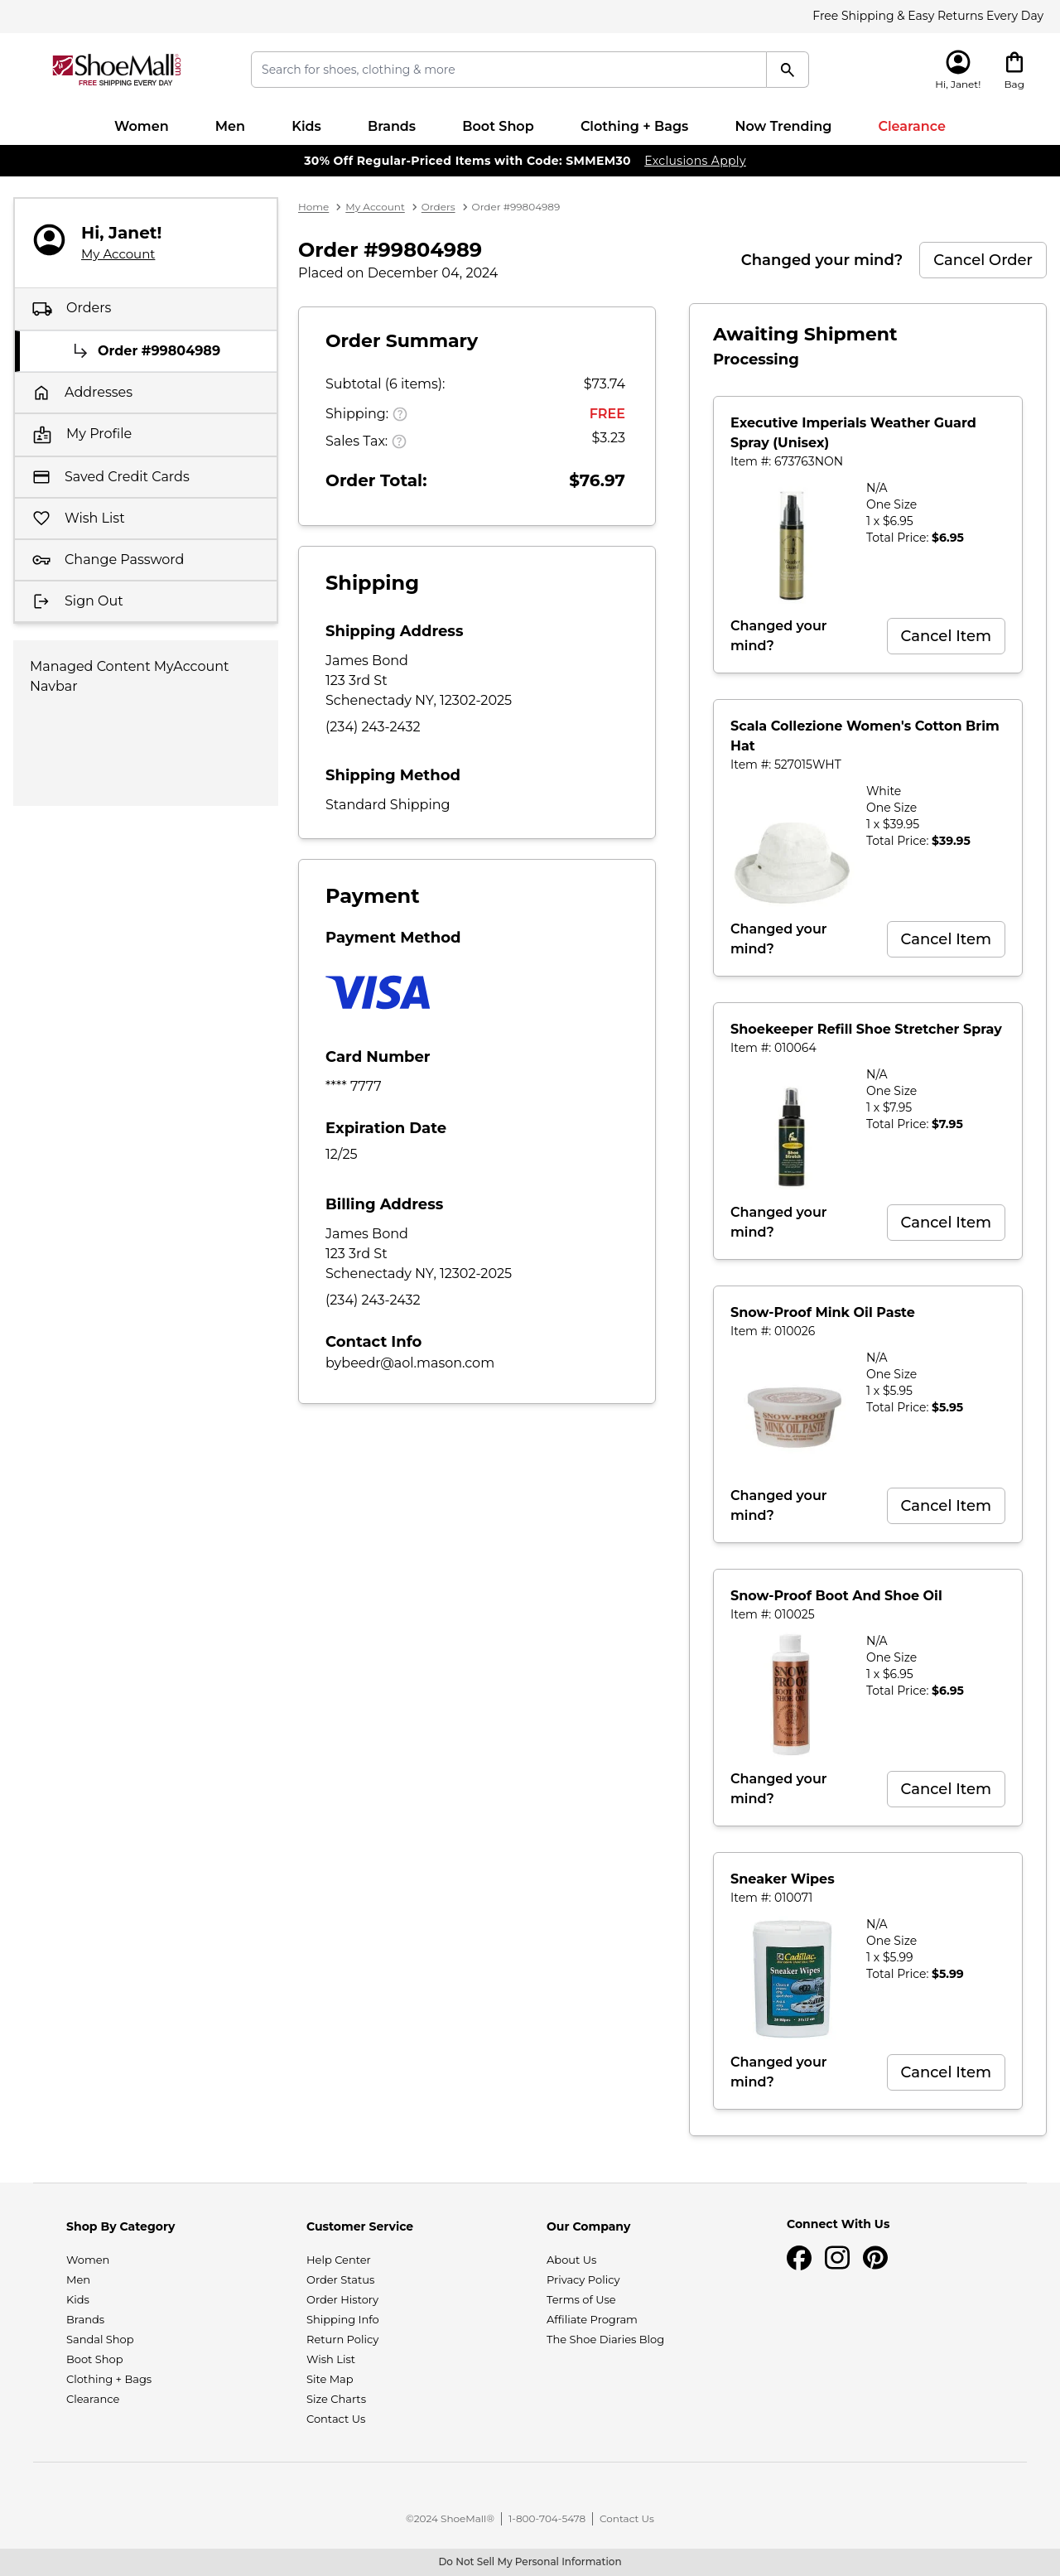 Free Shipping & Easy Returns Every Day
ShoeMall.com
FREE SHIPPING EVERY DAY
Search for shoes, clothing & more
Hi, Janet!
Bag
Women
Men
Kids
Brands
Boot Shop
Clothing + Bags
Now Trending
Clearance
30% Off Regular-Priced Items with Code: SMMEM30 Exclusions Apply
Hi, Janet!
My Account
Orders
Order #99804989
Addresses
My Profile
Saved Credit Cards
Wish List
Change Password
Sign Out
Managed Content MyAccount
Navbar
Home > My Account > Orders > Order #99804989
Order #99804989
Placed on December 04, 2024
Changed your mind?
Cancel Order
Order Summary
Subtotal (6 items): $73.74
Shipping: ? FREE
Sales Tax: ? $3.23
Order Total: $76.97
Shipping
Shipping Address
James Bond
123 3rd St
Schenectady NY, 12302-2025
(234) 243-2432
Shipping Method
Standard Shipping
Payment
Payment Method
VISA
Card Number
**** 7777
Expiration Date
12/25
Billing Address
James Bond
123 3rd St
Schenectady NY, 12302-2025
(234) 243-2432
Contact Info
bybeedr@aol.mason.com
Awaiting Shipment
Processing
Executive Imperials Weather Guard
Spray (Unisex)
Item #: 673763NON
N/A
One Size
1 x $6.95
Total Price: $6.95
Changed your
mind?
Cancel Item
Scala Collezione Women's Cotton Brim
Hat
Item #: 527015WHT
White
One Size
1 x $39.95
Total Price: $39.95
Changed your
mind?
Cancel Item
Shoekeeper Refill Shoe Stretcher Spray
Item #: 010064
Shoe
Stretch
N/A
One Size
1 x $7.95
Total Price: $7.95
Changed your
mind?
Cancel Item
Snow-Proof Mink Oil Paste
Item #: 010026
SNOW-PROOF
MINK OIL PASTE
N/A
One Size
1 x $5.95
Total Price: $5.95
Changed your
mind?
Cancel Item
Snow-Proof Boot And Shoe Oil
Item #: 010025
SNOW-
PROOF
BOOT AND
SHOE OIL
N/A
One Size
1 x $6.95
Total Price: $6.95
Changed your
mind?
Cancel Item
Sneaker Wipes
Item #: 010071
Cadillac
Sneaker Wipes
N/A
One Size
1 x $5.99
Total Price: $5.99
Changed your
mind?
Cancel Item
Shop By Category
Women
Men
Kids
Brands
Sandal Shop
Boot Shop
Clothing + Bags
Clearance
Customer Service
Help Center
Order Status
Order History
Shipping Info
Return Policy
Wish List
Site Map
Size Charts
Contact Us
Our Company
About Us
Privacy Policy
Terms of Use
Affiliate Program
The Shoe Diaries Blog
Connect With Us
©2024 ShoeMall® | 1-800-704-5478 | Contact Us
Do Not Sell My Personal Information